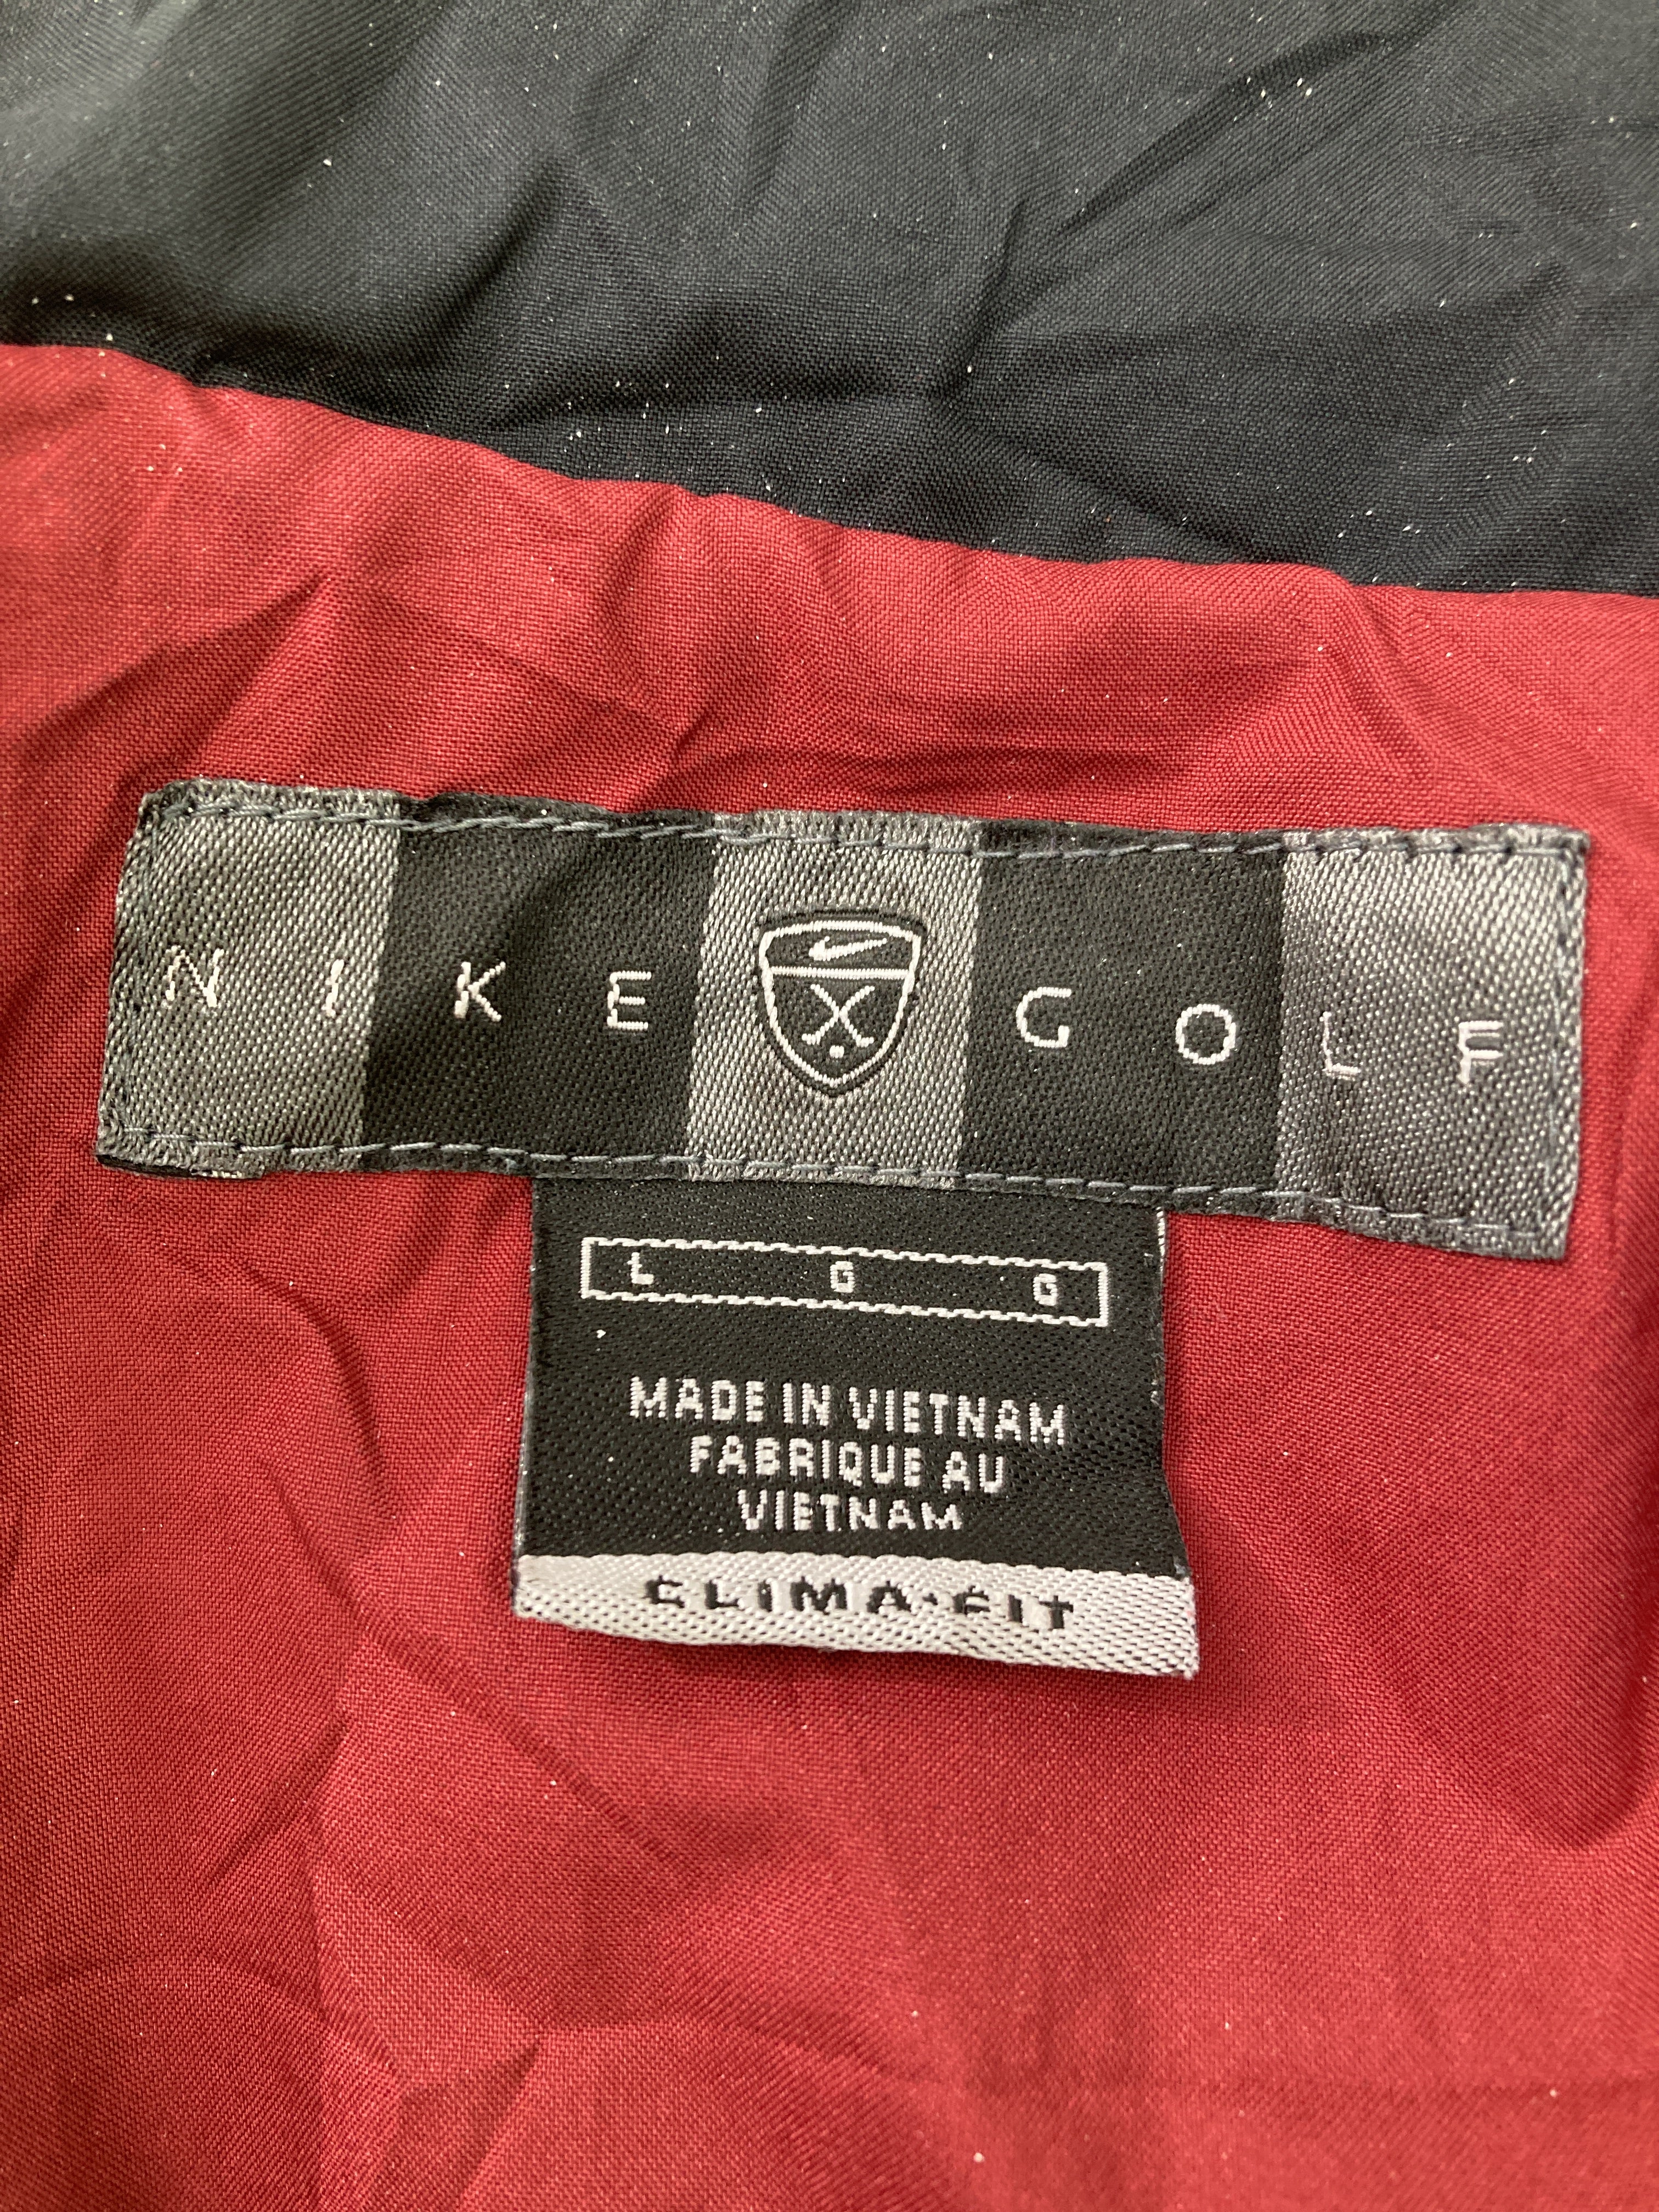 NIKE GOLF
L G G
MADE IN VIETNAM
FABRIQUE AU
VIETNAM
CLIMA·FIT